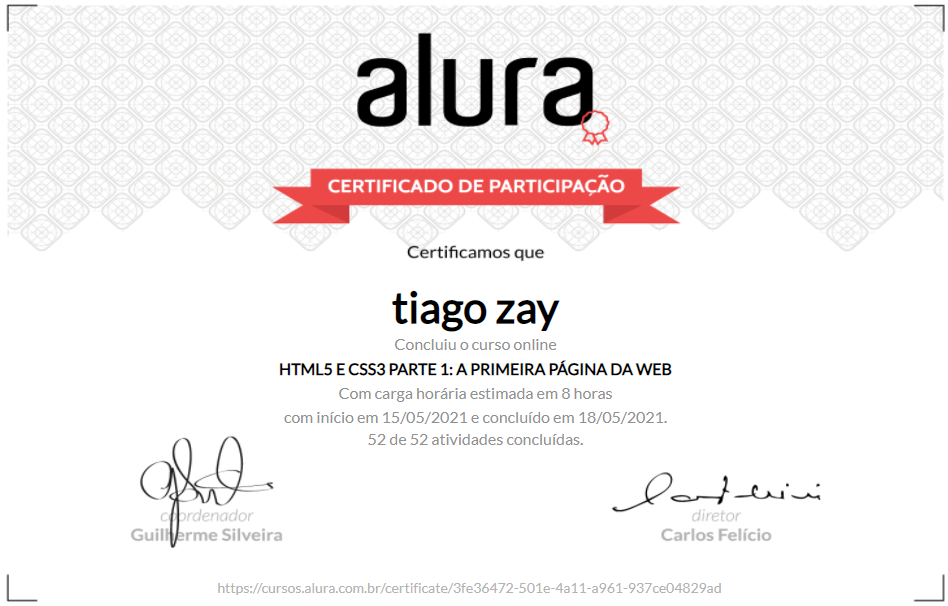 alura
CERTIFICADO DE PARTICIPAÇÃO
Certificamos que
tiago zay
Concluiu o curso online
HTML5 E CSS3 PARTE 1: A PRIMEIRA PÁGINA DA WEB
Com carga horária estimada em 8 horas
com início em 15/05/2021 e concluído em 18/05/2021.
52 de 52 atividades concluídas.
coordenador
Guilherme Silveira
diretor
Carlos Felício
https://cursos.alura.com.br/certificate/3fe36472-501e-4a11-a961-937ce04829ad